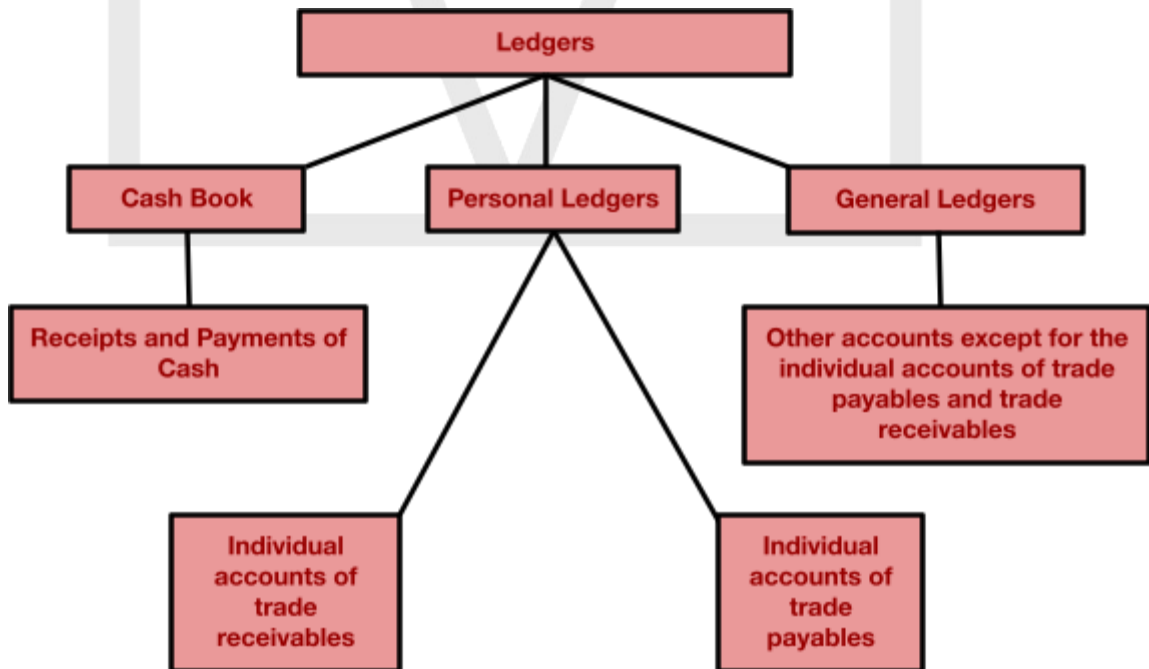 Ledgers
Cash Book
Personal Ledgers
General Ledgers
Receipts and Payments of
Cash
Other accounts except for the
individual accounts of trade
payables and trade
receivables
Individual
accounts of
trade
receivables
Individual
accounts of
trade
payables